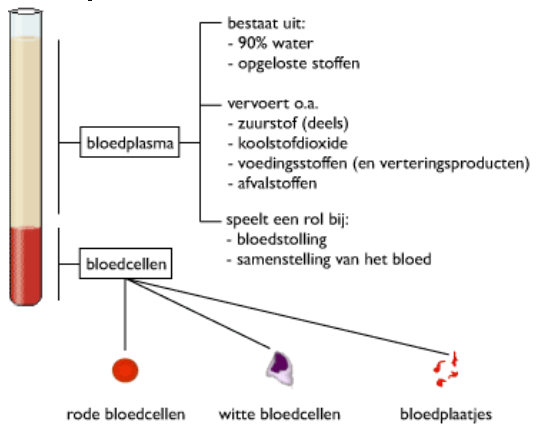 bestaat uit:
- 90% water
- opgeloste stoffen
vervoert o.a.
- zuurstof (deels)
- koolstofdioxide
- voedingsstoffen (en verteringsproducten)
- afvalstoffen
bloedplasma
speelt een rol bij:
- bloedstolling
- samenstelling van het bloed
bloedcellen
rode bloedcellen
witte bloedcellen
bloedplaatjes